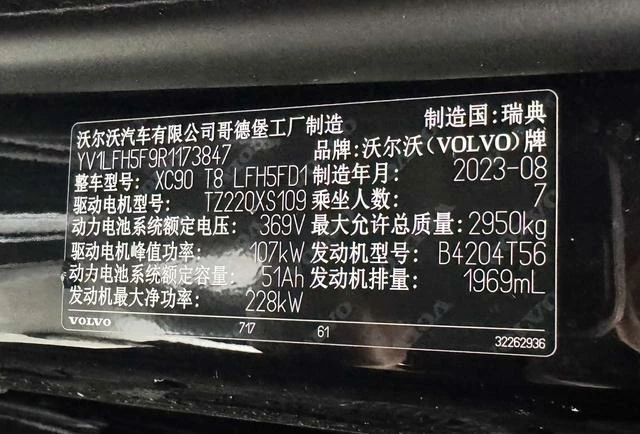 沃尔沃汽车有限公司哥德堡工厂制造 制造国:瑞典
YV1LFH5F9R1173847 品牌:沃尔沃(VOLVO)牌
整车型号: XC90 T8 LFH5FD1 制造年月: 2023-08
驱动电机型号: TZ220XS109 乘坐人数: 7
动力电池系统额定电压: 369V 最大允许总质量: 2950kg
驱动电机峰值功率: 107kW 发动机型号: B4204T56
动力电池系统额定容量: 51Ah 发动机排量: 1969mL
发动机最大净功率: 228kW
VOLVO 717 61 32262936